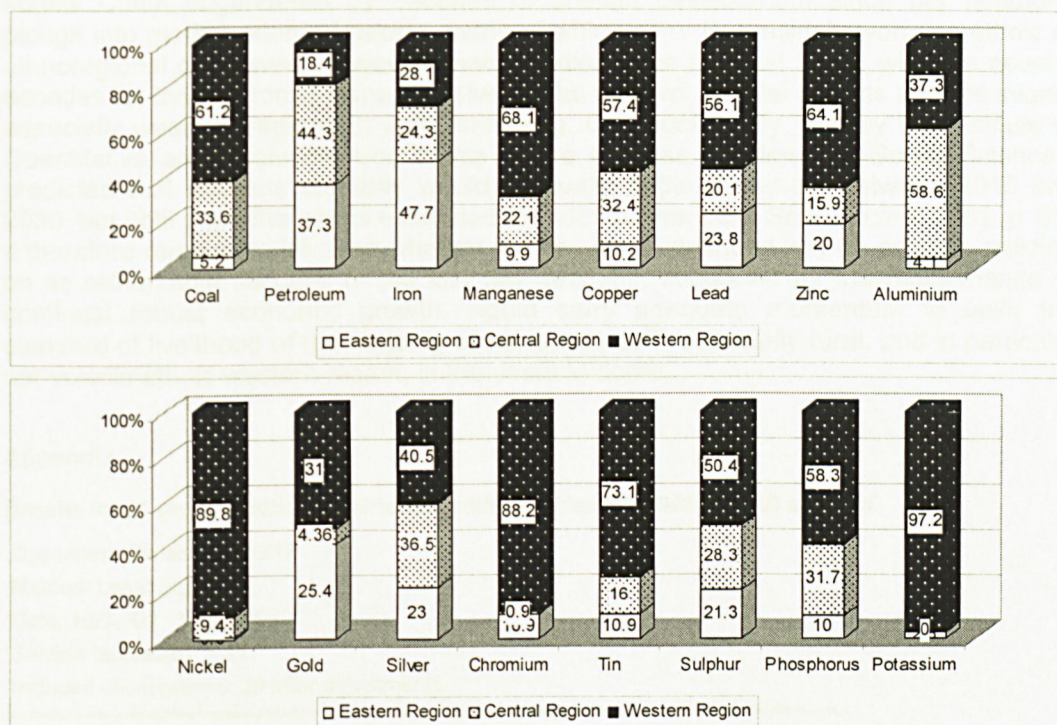 100%
80%
60%
40%
20%
0%
61.2 18.4 28.1 68.1 57.4 56.1 64.1 37.3
33.6 44.3 24.3 22.1 32.4 20.1 15.9 58.6
5.2 37.3 47.7 9.9 10.2 23.8 20 4.1
Coal Petroleum Iron Manganese Copper Lead Zinc Aluminium
Eastern Region Central Region Western Region
100%
80%
60%
40%
20%
0%
89.8 31 40.5 88.2 73.1 50.4 58.3 97.2
9.4 4.36 36.5 0.9 16 28.3 31.7 0
25.4 23 10.9 10.9 21.3 10
Nickel Gold Silver Chromium Tin Sulphur Phosphorus Potassium
Eastern Region Central Region Western Region